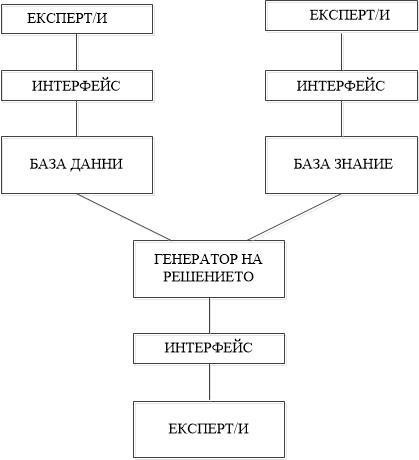 ЕКСПЕРТ/И
ЕКСПЕРТ/И
ИНТЕРФЕЙС
ИНТЕРФЕЙС
БАЗА ДАННИ
БАЗА ЗНАНИЕ
ГЕНЕРАТОР НА
РЕШЕНИЕТО
ИНТЕРФЕЙС
ЕКСПЕРТ/И